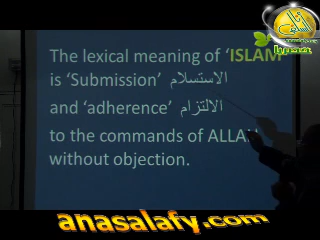 The lexical meaning of ‘ISLAM’
is ‘Submission’ الاستسلام
and ‘adherence’ الالتزام
to the commands of ALLAH
without objection.
anasalafy.com